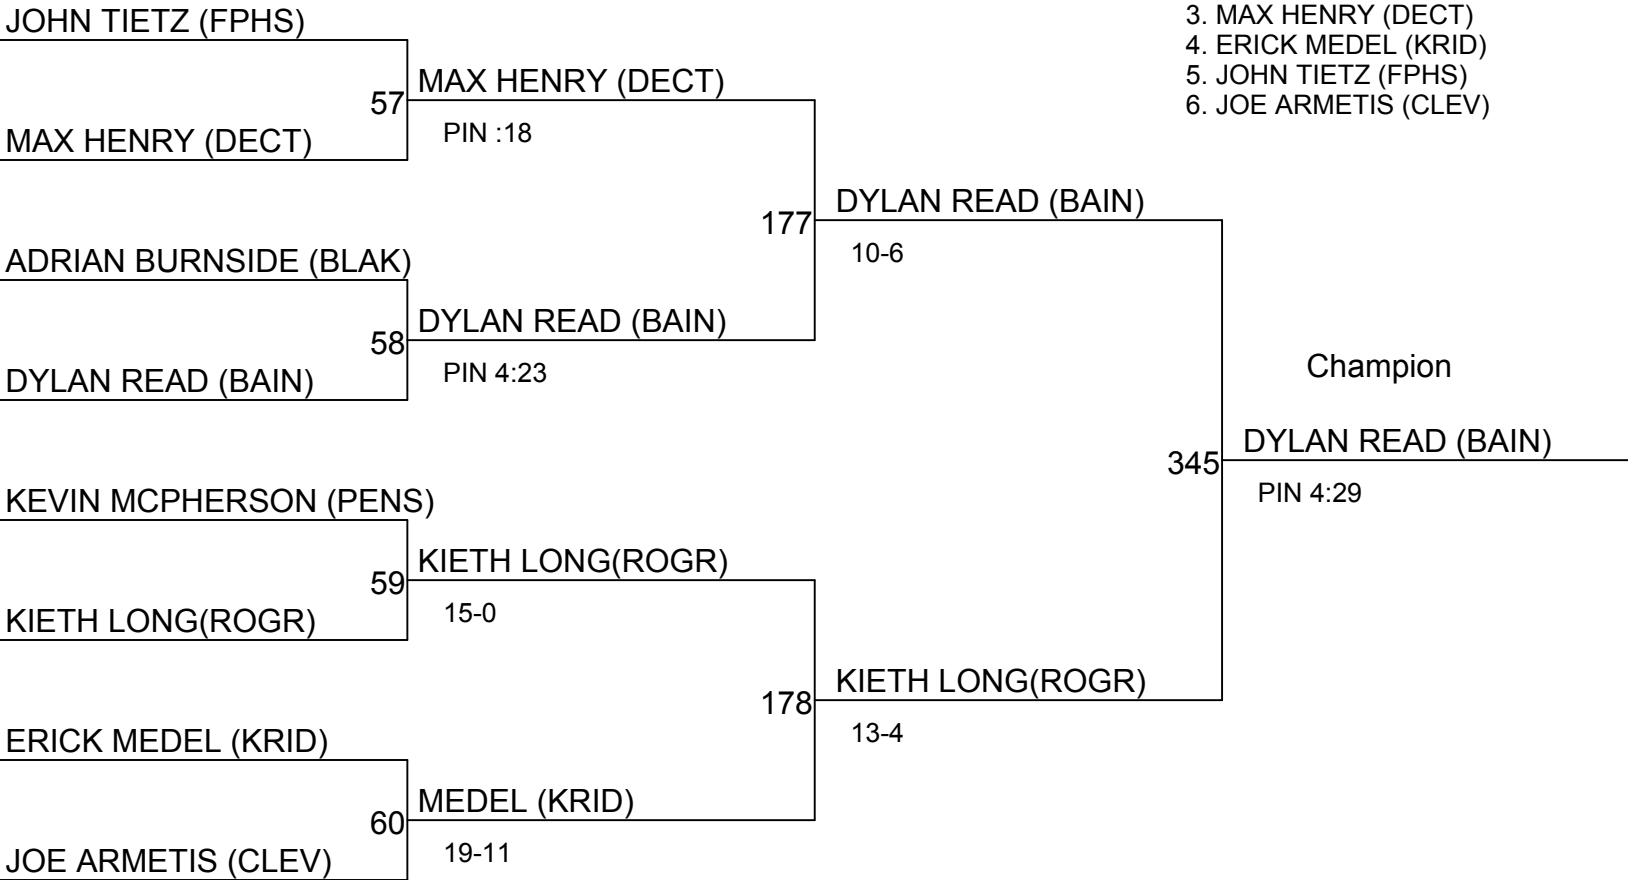 JOHN TIETZ (FPHS)
3. MAX HENRY (DECT)
4. ERICK MEDEL (KRID)
5. JOHN TIETZ (FPHS)
6. JOE ARMETIS (CLEV)
57
MAX HENRY (DECT)
PIN :18
MAX HENRY (DECT)
177
DYLAN READ (BAIN)
10-6
ADRIAN BURNSIDE (BLAK)
58
DYLAN READ (BAIN)
PIN 4:23
DYLAN READ (BAIN)
Champion
345
DYLAN READ (BAIN)
PIN 4:29
KEVIN MCPHERSON (PENS)
59
KIETH LONG(ROGR)
15-0
KIETH LONG(ROGR)
178
KIETH LONG(ROGR)
13-4
ERICK MEDEL (KRID)
60
MEDEL (KRID)
19-11
JOE ARMETIS (CLEV)